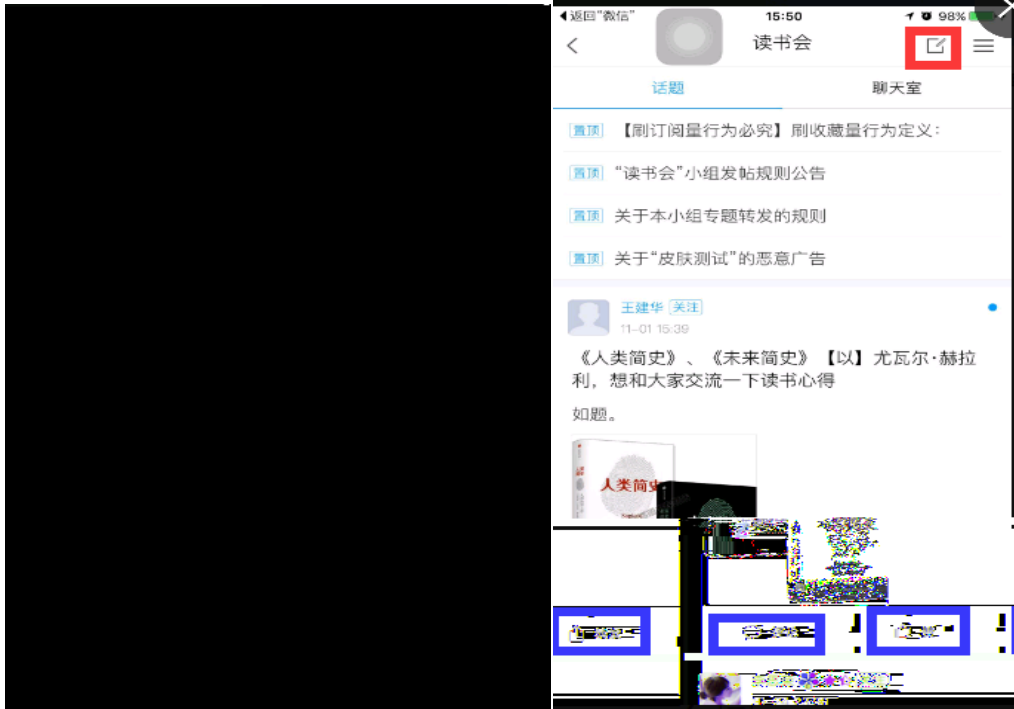 返回“微信”
15:50
98%
读书会
话题
聊天室
置顶 【刷订阅量行为必究】刷收藏量行为定义：
置顶 “读书会”小组发帖规则公告
置顶 关于本小组专题转发的规则
置顶 关于“皮肤测试”的恶意广告
王建华 关注
11-01 15:39
《人类简史》、《未来简史》【以】尤瓦尔·赫拉
利，想和大家交流一下读书心得
如题。
人类简史